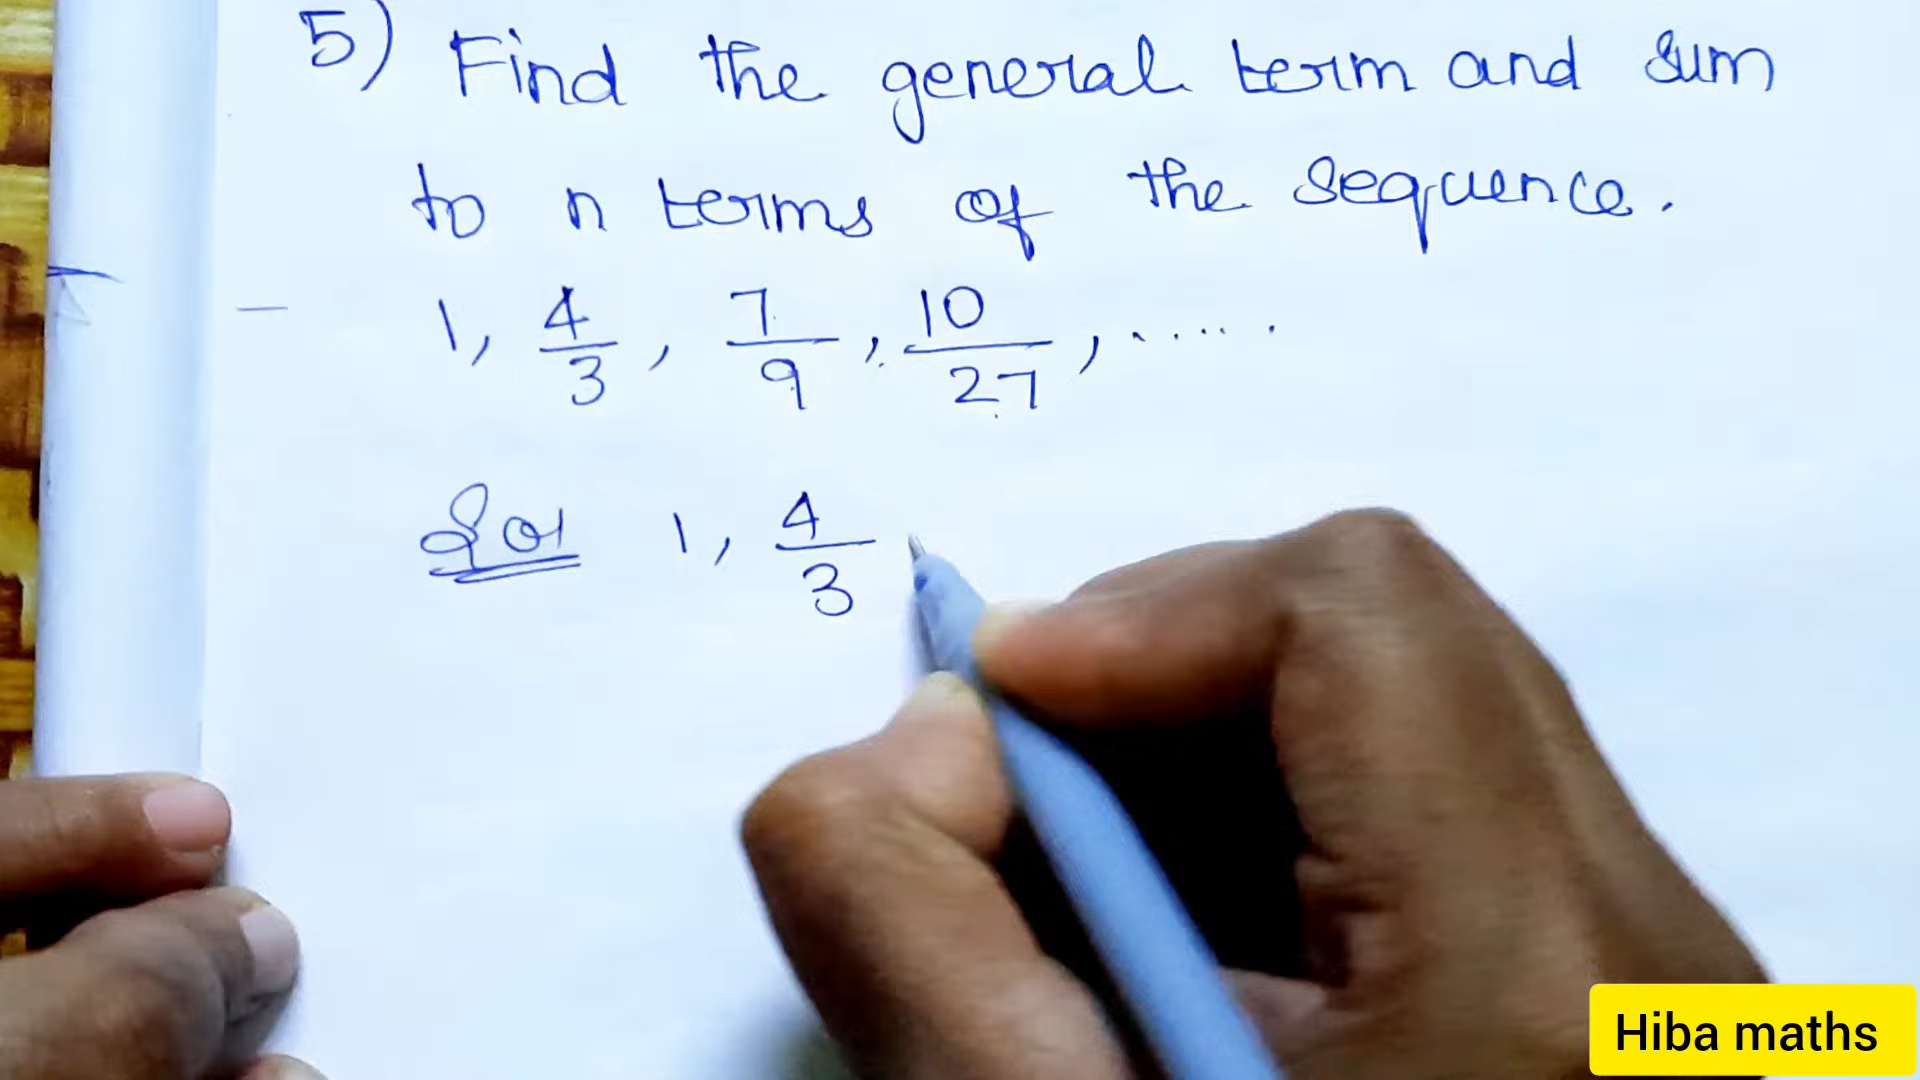 5) Find the general term and sum
to n terms of the sequence.
1, 4/3, 7/9, 10/27, .....
Sol 1, 4/3
Hiba maths